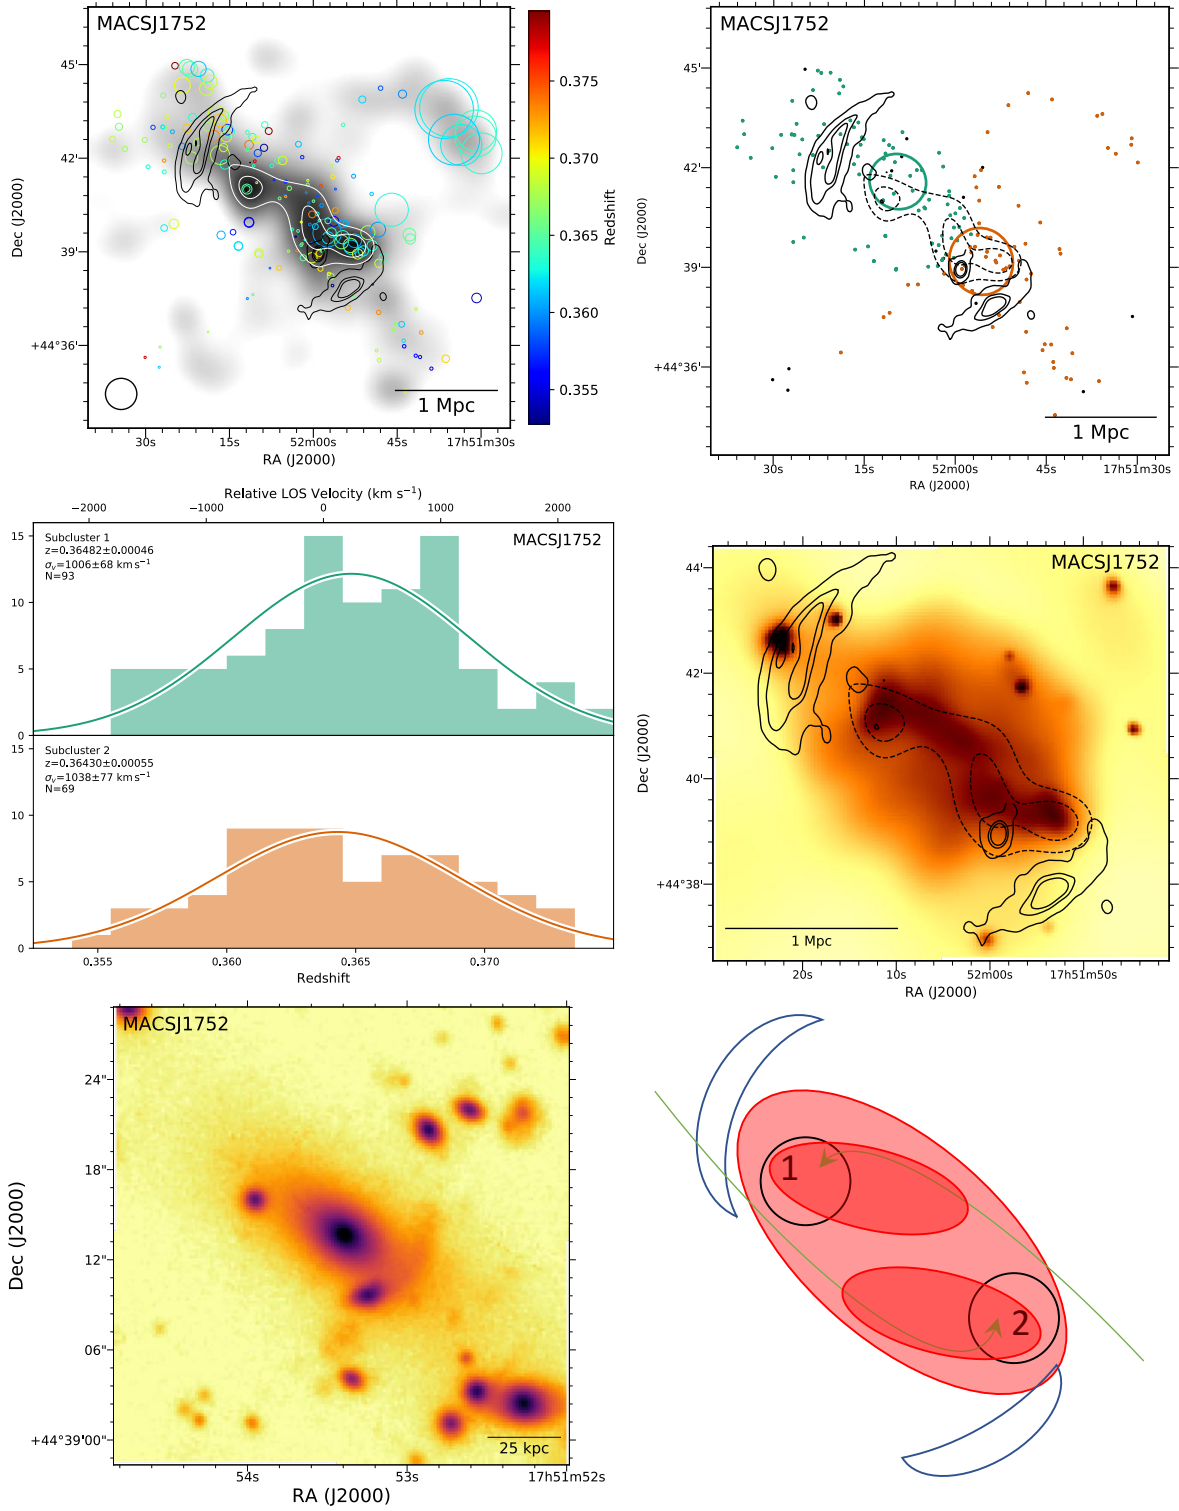 MACSJ1752
45'
42'
39'
+44°36'
Dec (J2000)
30s
15s
52m00s
45s
17h51m30s
RA (J2000)
1 Mpc
0.375
0.370
0.365
0.360
0.355
Redshift
MACSJ1752
45'
42'
39'
+44°36'
Dec (J2000)
30s
15s
52m00s
45s
17h51m30s
RA (J2000)
1 Mpc
Relative LOS Velocity (km s⁻¹)
−2000
−1000
0
1000
2000
Subcluster 1
z=0.36482±0.00046
σᵥ=1006±68 km s⁻¹
N=93
MACSJ1752
15
10
5
0
Subcluster 2
z=0.36430±0.00055
σᵥ=1038±77 km s⁻¹
N=69
15
10
5
0
0.355
0.360
0.365
0.370
Redshift
MACSJ1752
44'
42'
40'
+44°38'
Dec (J2000)
1 Mpc
20s
10s
52m00s
17h51m50s
RA (J2000)
MACSJ1752
24"
18"
12"
06"
+44°39'00"
Dec (J2000)
25 kpc
54s
53s
17h51m52s
RA (J2000)
1
2